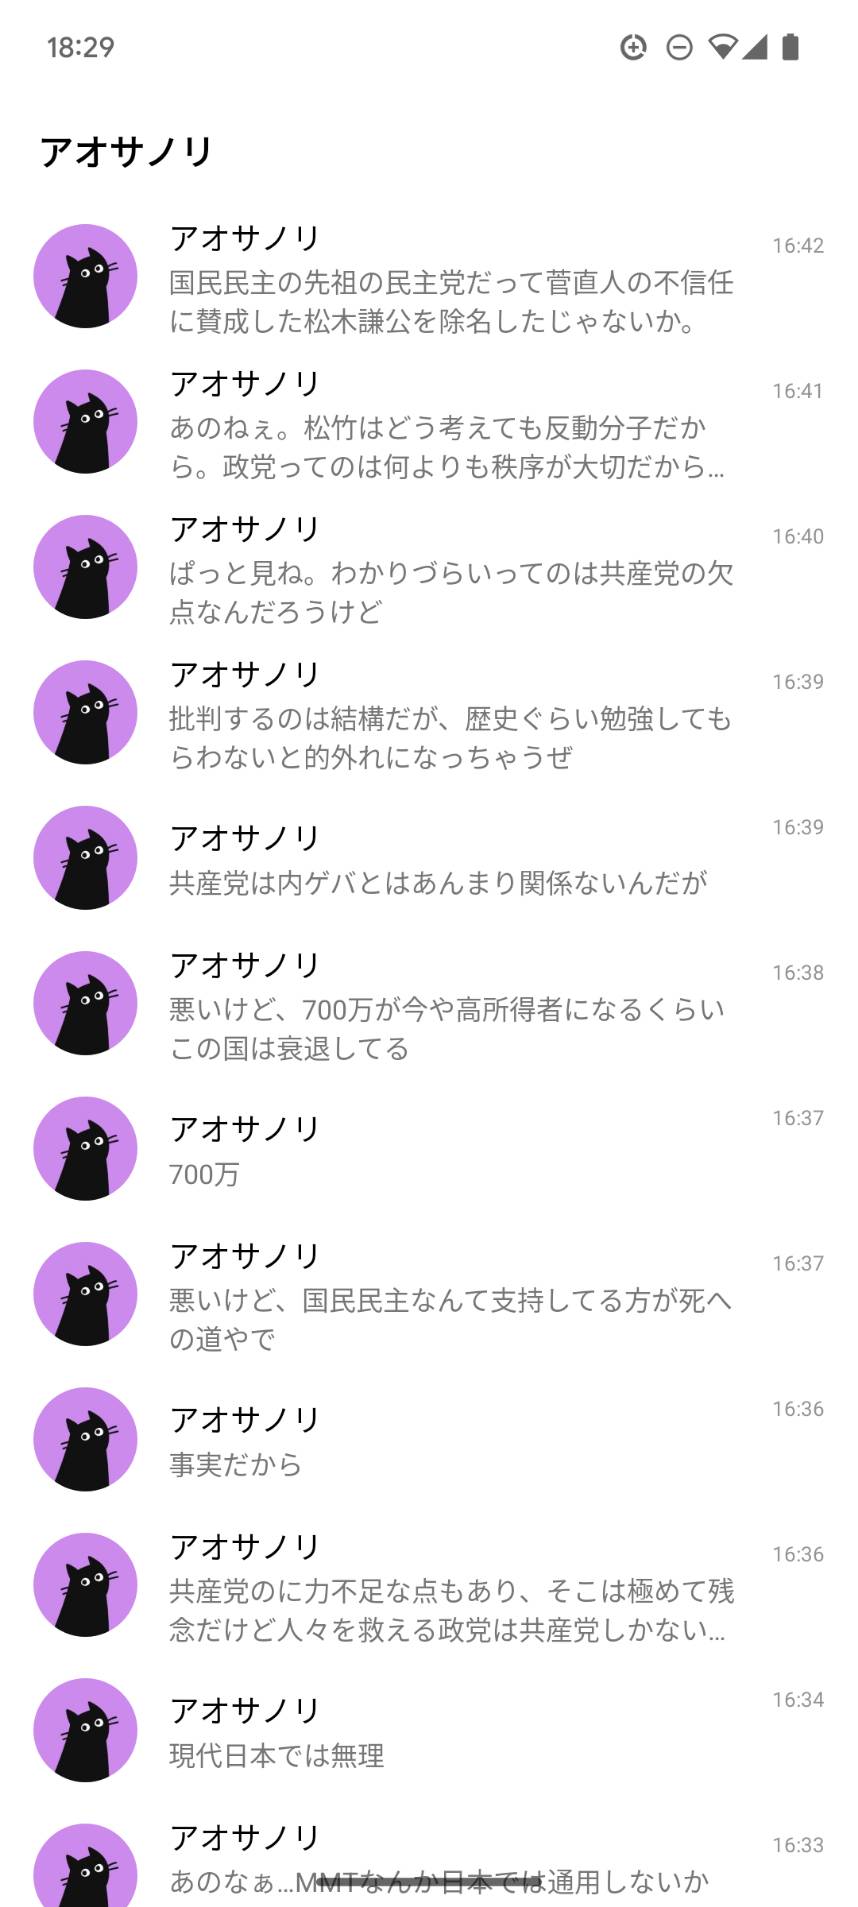 18:29
アオサノリ
アオサノリ
16:42
国民民主の先祖の民主党だって菅直人の不信任
に賛成した松木謙公を除名したじゃないか。
アオサノリ
16:41
あのねぇ。松竹はどう考えても反動分子だか
ら。政党ってのは何よりも秩序が大切だから...
アオサノリ
16:40
ぱっと見ね。わかりづらいってのは共産党の欠
点なんだろうけど
アオサノリ
16:39
批判するのは結構だが、歴史ぐらい勉強しても
らわないと的外れになっちゃうぜ
アオサノリ
16:39
共産党は内ゲバとはあんまり関係ないんだが
アオサノリ
16:38
悪いけど、700万が今や高所得者になるくらい
この国は衰退してる
アオサノリ
16:37
700万
アオサノリ
16:37
悪いけど、国民民主なんて支持してる方が死へ
の道やで
アオサノリ
16:36
事実だから
アオサノリ
16:36
共産党のに力不足な点もあり、そこは極めて残
念だけど人々を救える政党は共産党しかない...
アオサノリ
16:34
現代日本では無理
アオサノリ
16:33
あのなぁ...MMTなんか日本では通用しないか